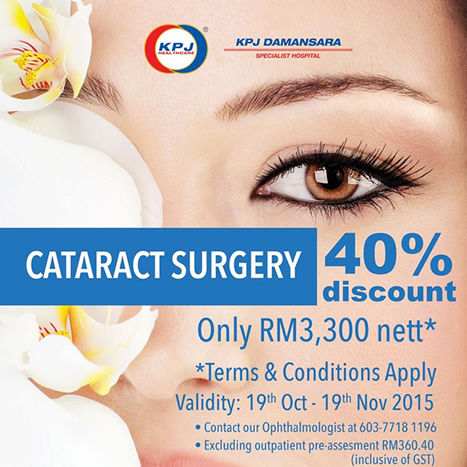 KPJ®
HEALTHCARE
KPJ DAMANSARA
SPECIALIST HOSPITAL
CATARACT SURGERY
40%
discount
Only RM3,300 nett*
*Terms & Conditions Apply
Validity: 19th Oct - 19th Nov 2015
• Contact our Ophthalmologist at 603-7718 1196
• Excluding outpatient pre-assesment RM360.40
(inclusive of GST)